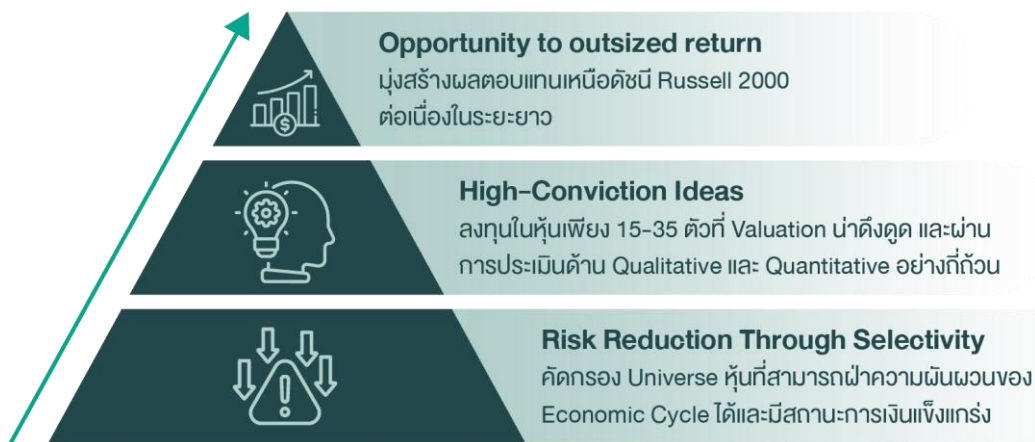 Opportunity to outsized return
มุ่งสร้างผลตอบแทนเหนือดัชนี Russell 2000
ต่อเนื่องในระยะยาว
High-Conviction Ideas
ลงทุนในหุ้นเพียง 15-35 ตัวที่ Valuation น่าดึงดูด และผ่าน
การประเมินด้าน Qualitative และ Quantitative อย่างถี่ถ้วน
Risk Reduction Through Selectivity
คัดกรอง Universe หุ้นที่สามารถฝ่าความผันผวนของ
Economic Cycle ได้และมีสถานะการเงินแข็งแกร่ง